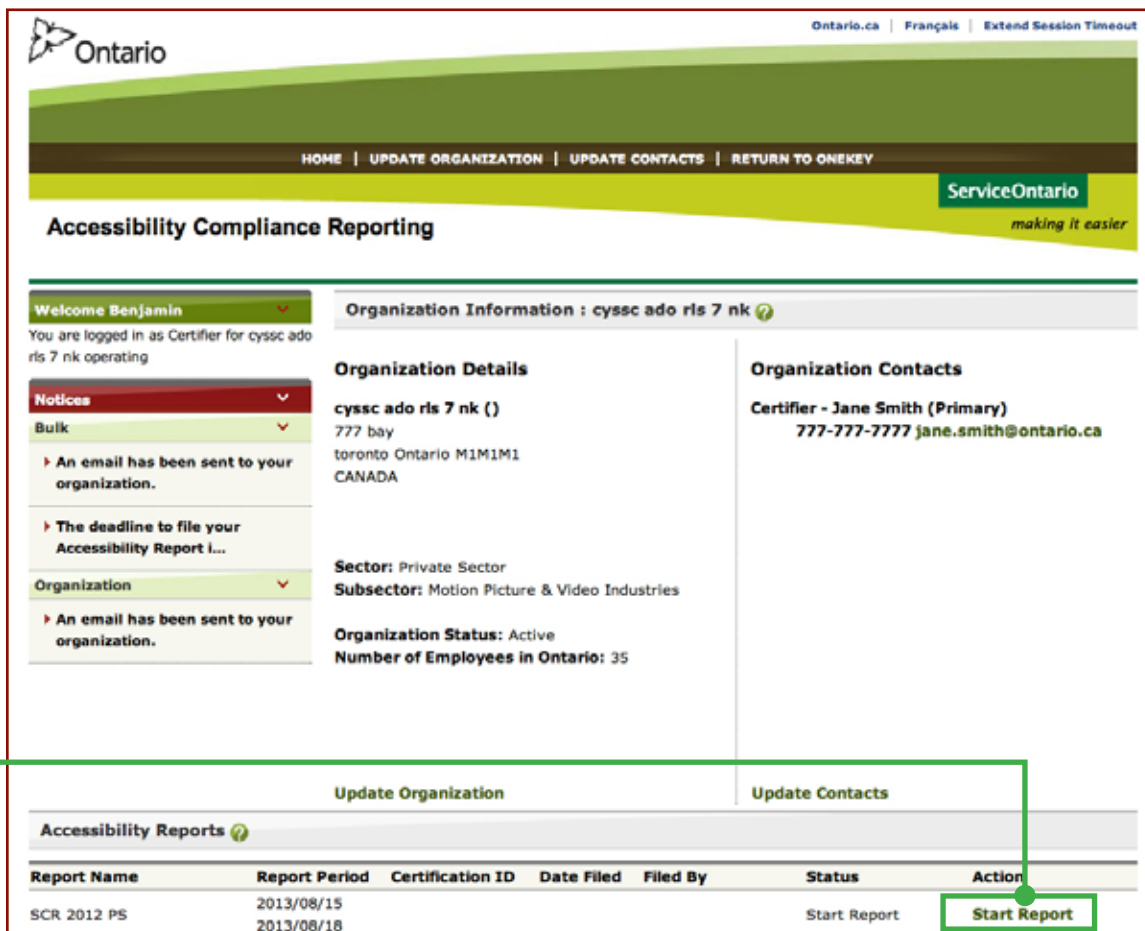 Ontario
Ontario.ca | Français | Extend Session Timeout
HOME | UPDATE ORGANIZATION | UPDATE CONTACTS | RETURN TO ONEKEY
ServiceOntario
making it easier
Accessibility Compliance Reporting
Welcome Benjamin
You are logged in as Certifier for cyssc ado
rls 7 nk operating
Notices
Bulk
An email has been sent to your
organization.
The deadline to file your
Accessibility Report i...
Organization
An email has been sent to your
organization.
Organization Information : cyssc ado rls 7 nk ?
Organization Details
cyssc ado rls 7 nk ()
777 bay
toronto Ontario M1M1M1
CANADA
Sector: Private Sector
Subsector: Motion Picture & Video Industries
Organization Status: Active
Number of Employees in Ontario: 35
Update Organization
Organization Contacts
Certifier - Jane Smith (Primary)
777-777-7777 jane.smith@ontario.ca
Update Contacts
Accessibility Reports ?
Report Name Report Period Certification ID Date Filed Filed By Status Action
SCR 2012 PS 2013/08/15 Start Report Start Report
2013/08/18